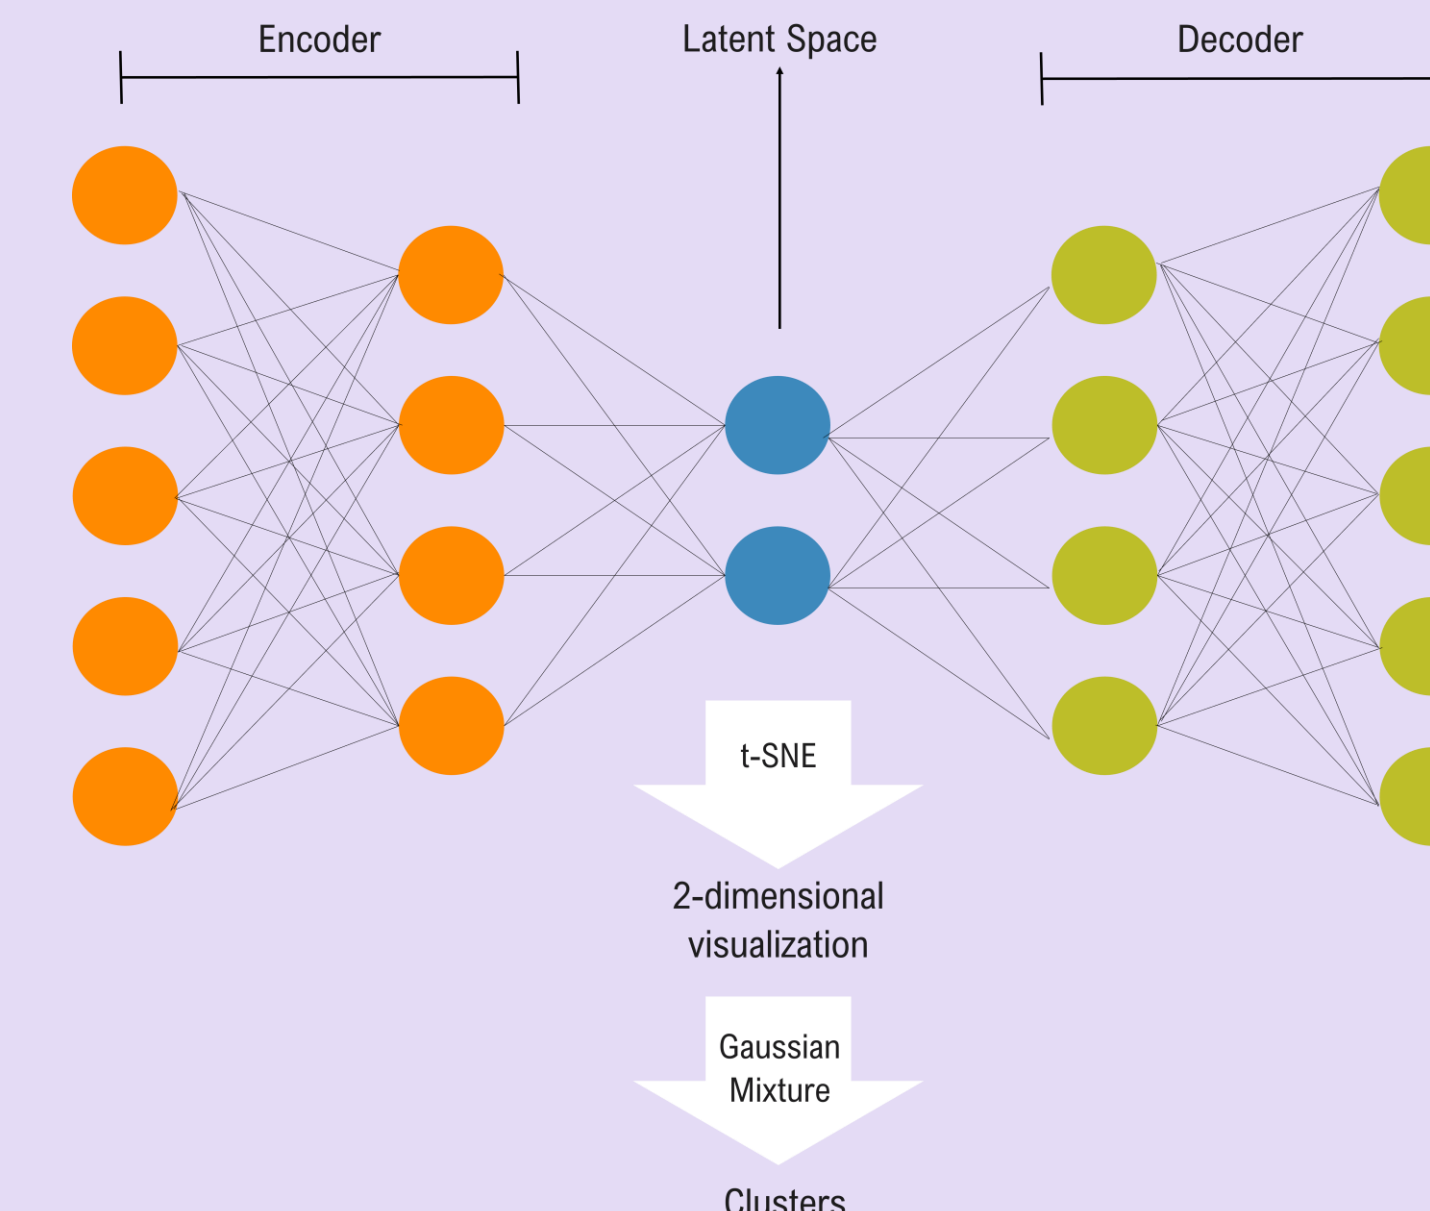 Encoder
Latent Space
Decoder
t-SNE
2-dimensional
visualization
Gaussian
Mixture
Clusters